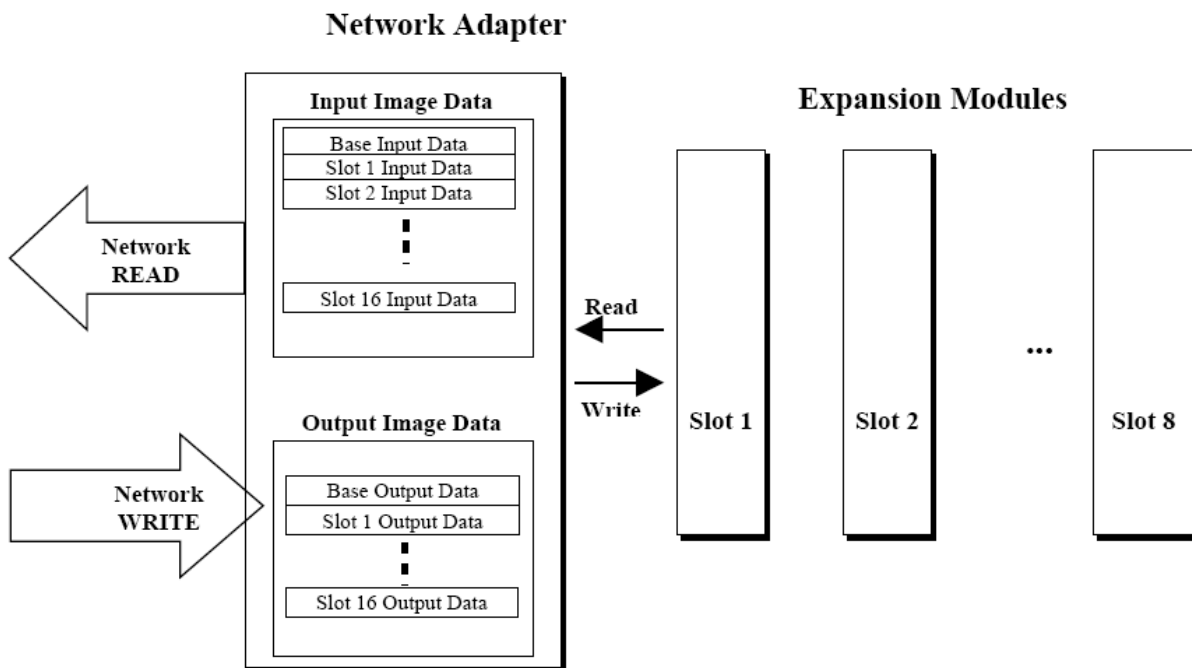 Network Adapter
Input Image Data
Base Input Data
Slot 1 Input Data
Slot 2 Input Data
Slot 16 Input Data
Network
READ
Output Image Data
Base Output Data
Slot 1 Output Data
Slot 16 Output Data
Network
WRITE
Read
Write
Expansion Modules
Slot 1
Slot 2
...
Slot 8